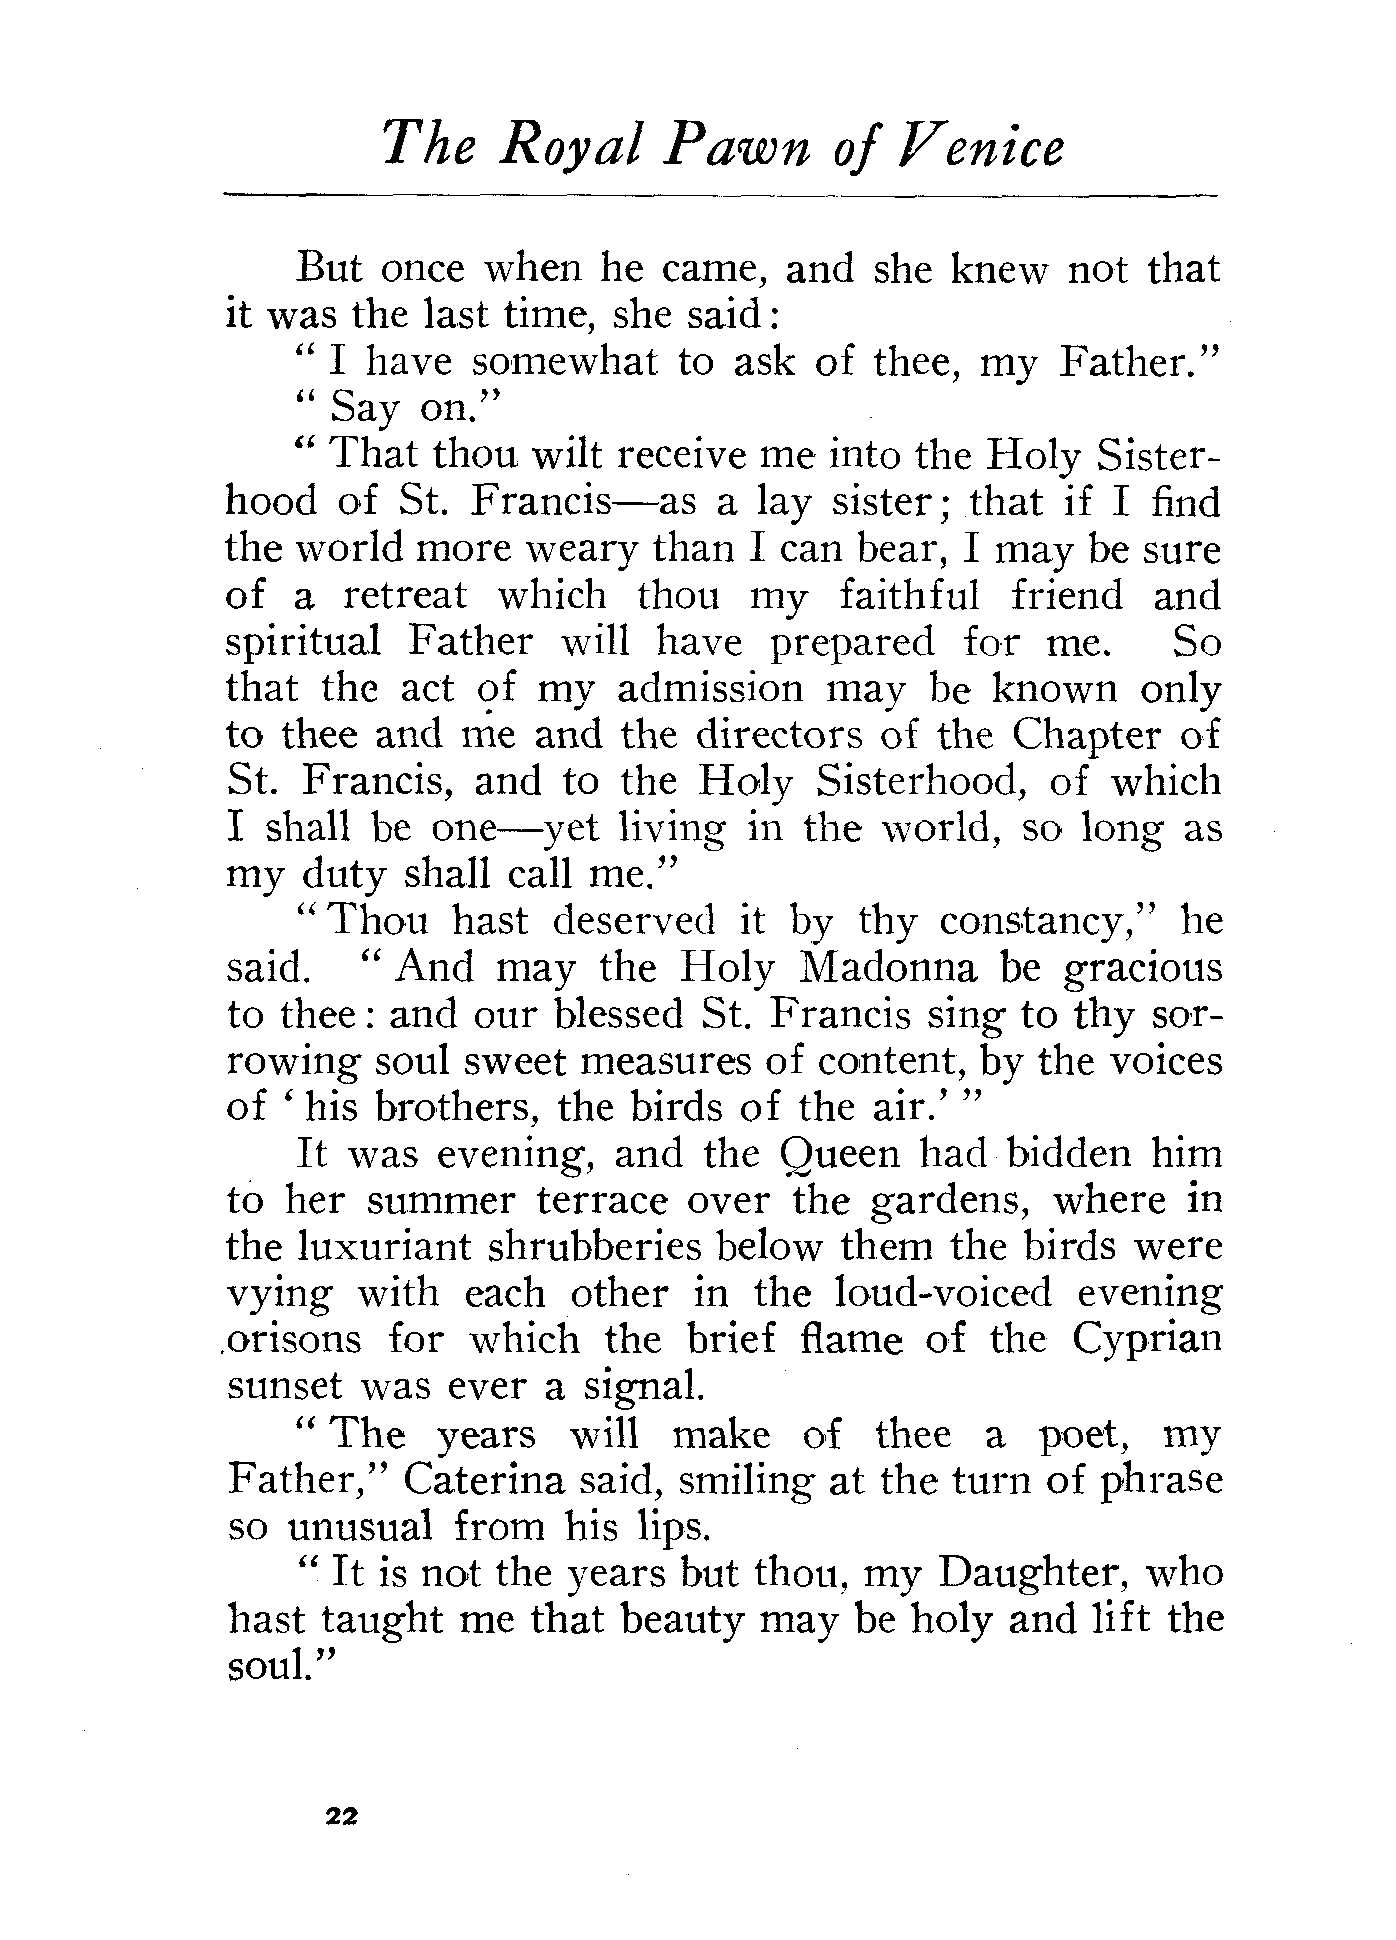 The Royal Pawn of Venice
But once when he came, and she knew not that
it was the last time, she said:
" I have somewhat to ask of thee, my Father."
" Say on."
" That thou wilt receive me into the Holy Sister-
hood of St. Francis—as a lay sister; that if I find
the world more weary than I can bear, I may be sure
of a retreat which thou my faithful friend and
spiritual Father will have prepared for me. So
that the act of my admission may be known only
to thee and me and the directors of the Chapter of
St. Francis, and to the Holy Sisterhood, of which
I shall be one—yet living in the world, so long as
my duty shall call me."
" Thou hast deserved it by thy constancy," he
said. " And may the Holy Madonna be gracious
to thee: and our blessed St. Francis sing to thy sor-
rowing soul sweet measures of content, by the voices
of ' his brothers, the birds of the air.' "
It was evening, and the Queen had bidden him
to her summer terrace over the gardens, where in
the luxuriant shrubberies below them the birds were
vying with each other in the loud-voiced evening
orisons for which the brief flame of the Cyprian
sunset was ever a signal.
" The years will make of thee a poet, my
Father," Caterina said, smiling at the turn of phrase
so unusual from his lips.
" It is not the years but thou, my Daughter, who
hast taught me that beauty may be holy and lift the
soul."
22